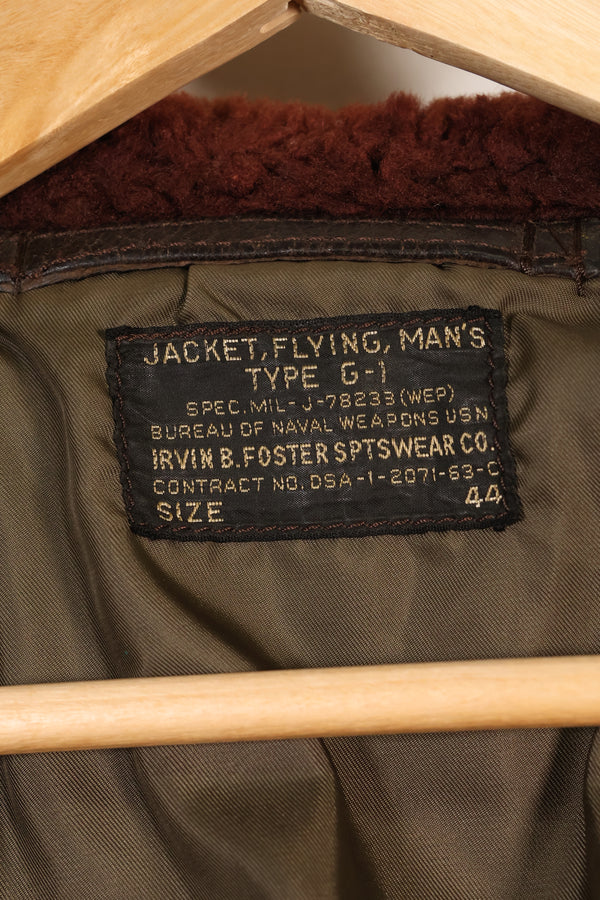 JACKET, FLYING, MAN'S
TYPE G-1
SPEC. MIL-J-78233 (WEP)
BUREAU OF NAVAL WEAPONS USN
IRVIN B. FOSTER SPTSWEAR CO.
CONTRACT NO. DSA-1-2071-63-C
SIZE 44